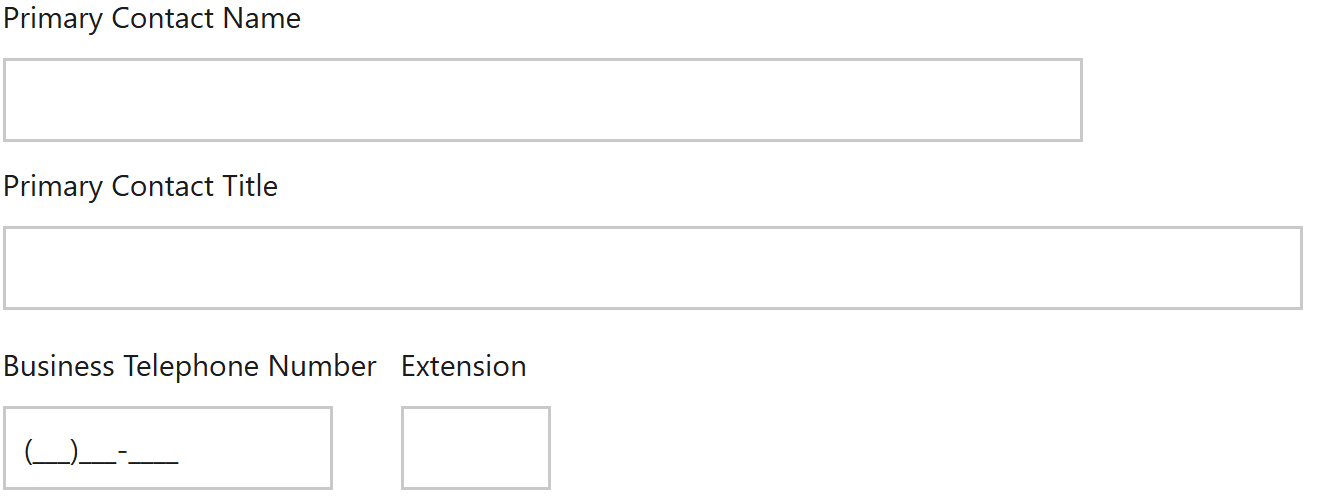 Primary Contact Name
Primary Contact Title
Business Telephone Number Extension
(___)___-____